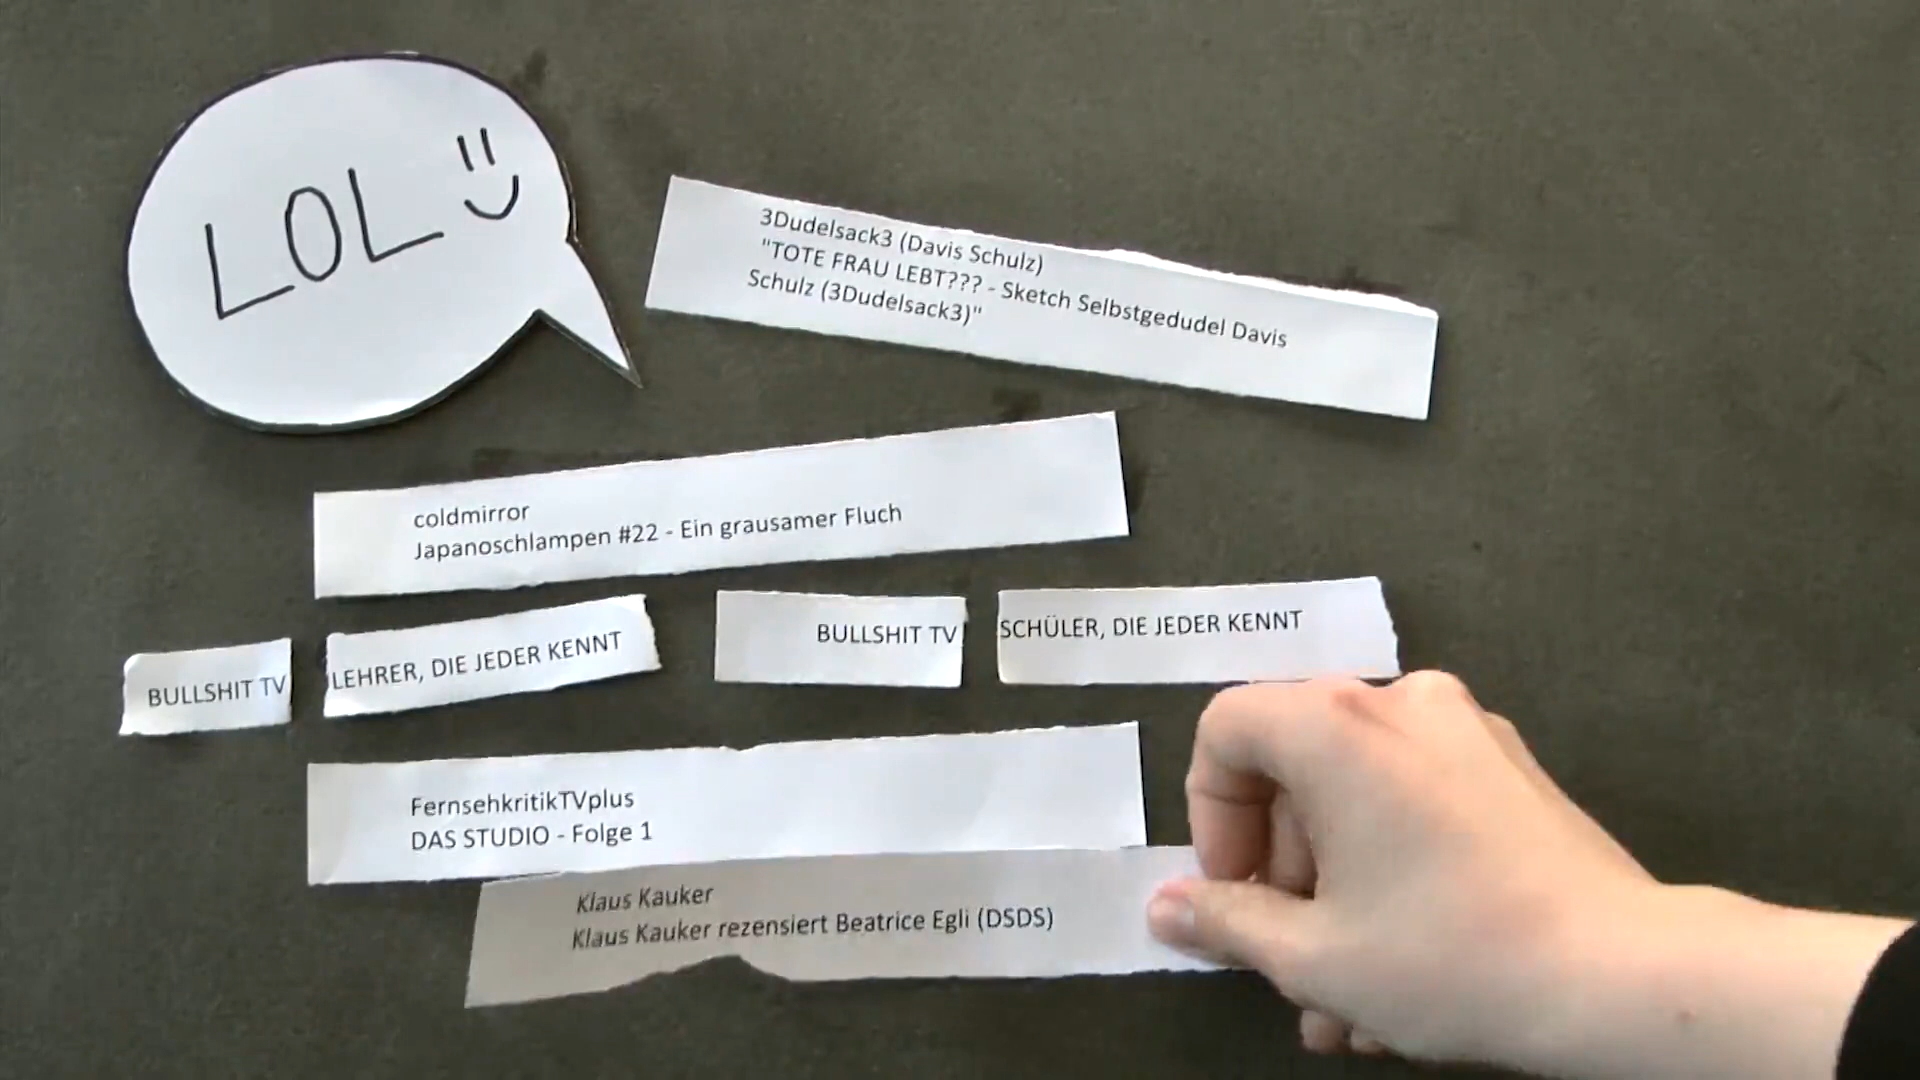 LOL
3Dudelsack3 (Davis Schulz)
"TOTE FRAU LEBT??? - Sketch Selbstgedudel Davis
Schulz (3Dudelsack3)"
coldmirror
Japanoschlampen #22 - Ein grausamer Fluch
BULLSHIT TV
LEHRER, DIE JEDER KENNT
BULLSHIT TV
SCHÜLER, DIE JEDER KENNT
FernsehkritikTVplus
DAS STUDIO - Folge 1
Klaus Kauker
Klaus Kauker rezensiert Beatrice Egli (DSDS)